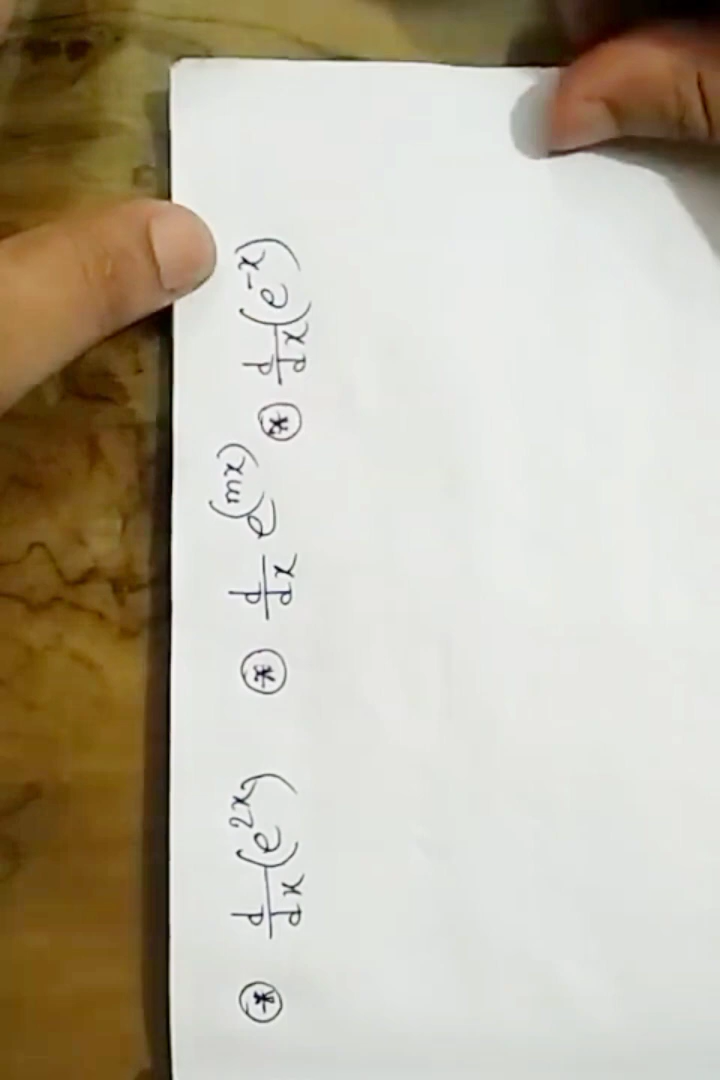 ⊛ d/dx (e^{2x}) ⊛ d/dx e^{(mx)} ⊛ d/dx (e^{-x})